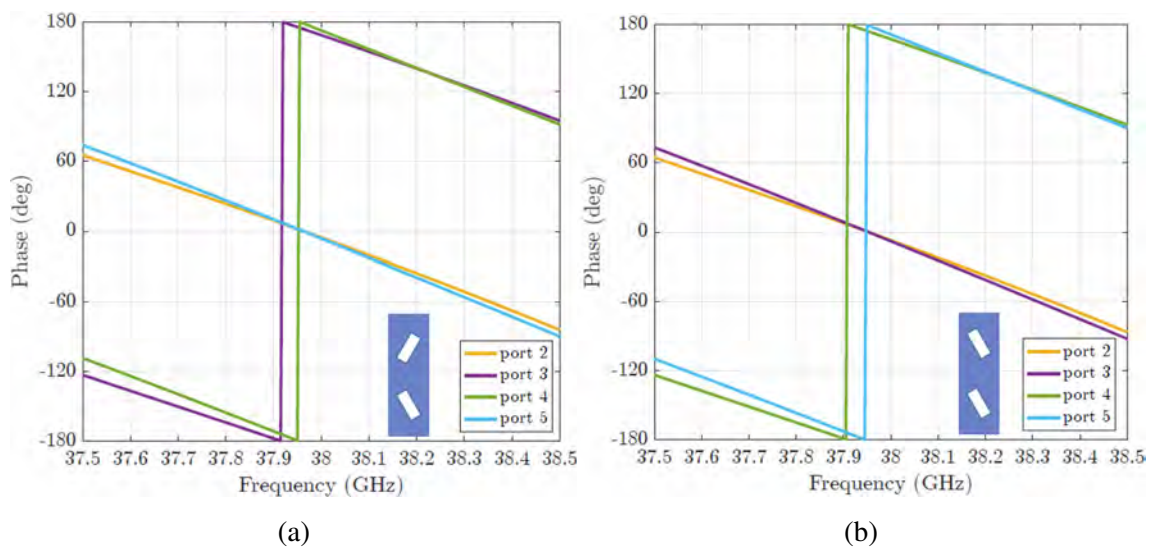 180
120
60
0
-60
-120
-180
Phase (deg)
37.5 37.6 37.7 37.8 37.9 38 38.1 38.2 38.3 38.4 38.5
Frequency (GHz)
port 2
port 3
port 4
port 5
(a)
180
120
60
0
-60
-120
-180
Phase (deg)
37.5 37.6 37.7 37.8 37.9 38 38.1 38.2 38.3 38.4 38.5
Frequency (GHz)
port 2
port 3
port 4
port 5
(b)